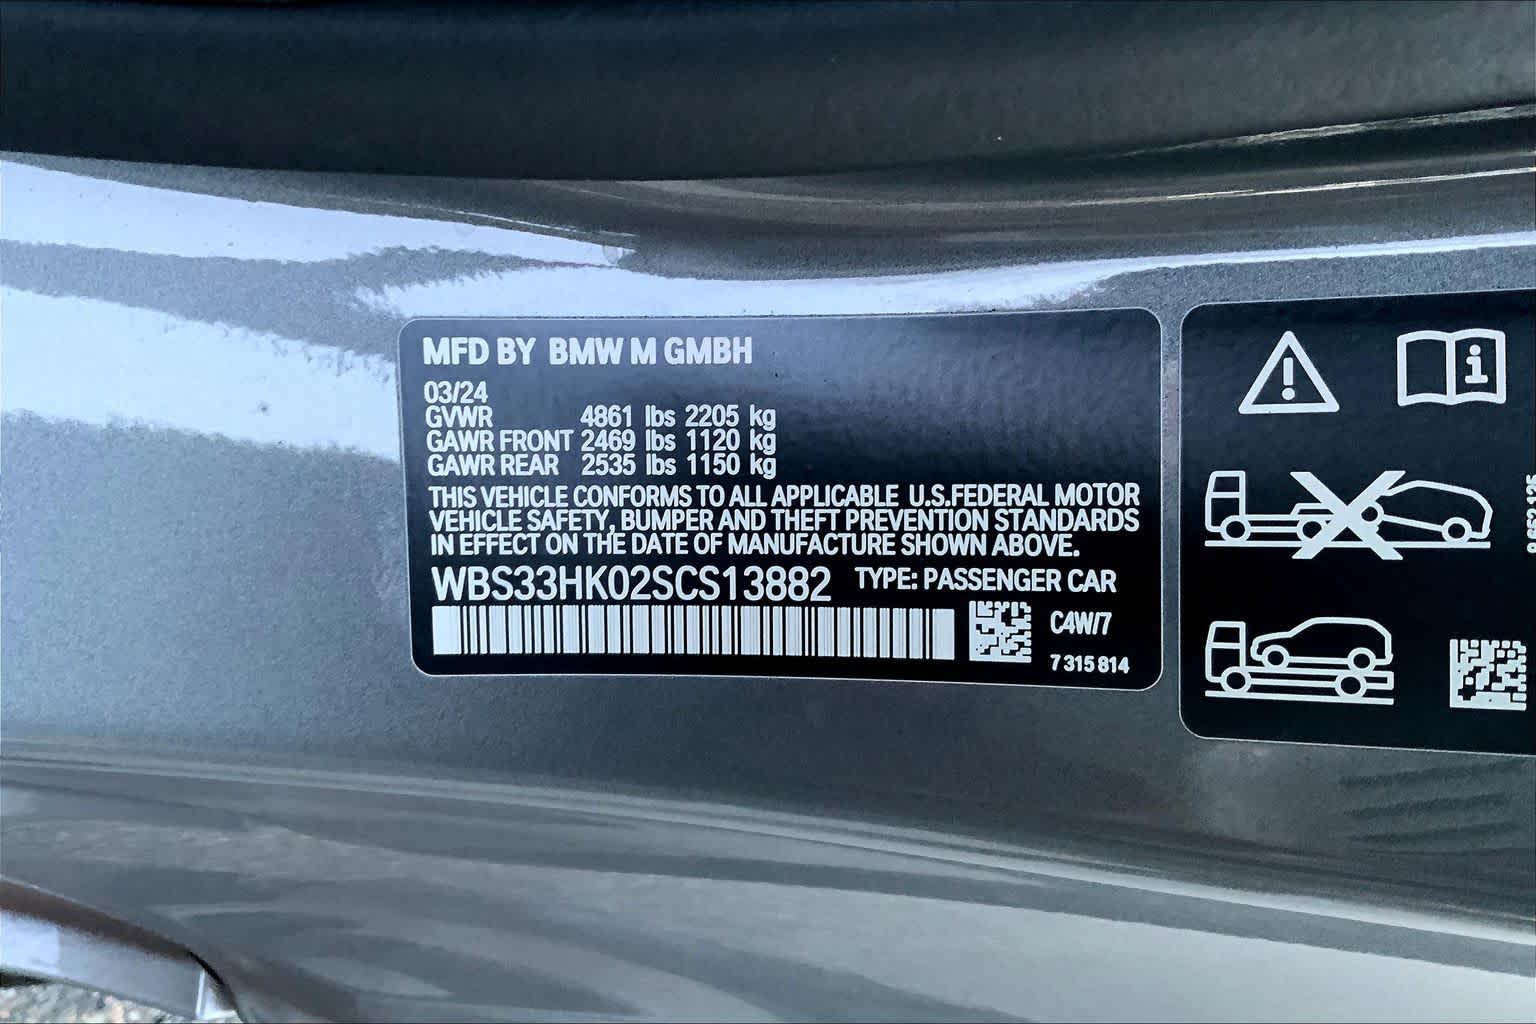 MFD BY BMW M GMBH
03/24
GVWR 4861 lbs 2205 kg
GAWR FRONT 2469 lbs 1120 kg
GAWR REAR 2535 lbs 1150 kg
THIS VEHICLE CONFORMS TO ALL APPLICABLE U.S.FEDERAL MOTOR
VEHICLE SAFETY, BUMPER AND THEFT PREVENTION STANDARDS
IN EFFECT ON THE DATE OF MANUFACTURE SHOWN ABOVE.
WBS33HK02SCS13882 TYPE: PASSENGER CAR
C4W/7
7 315 814